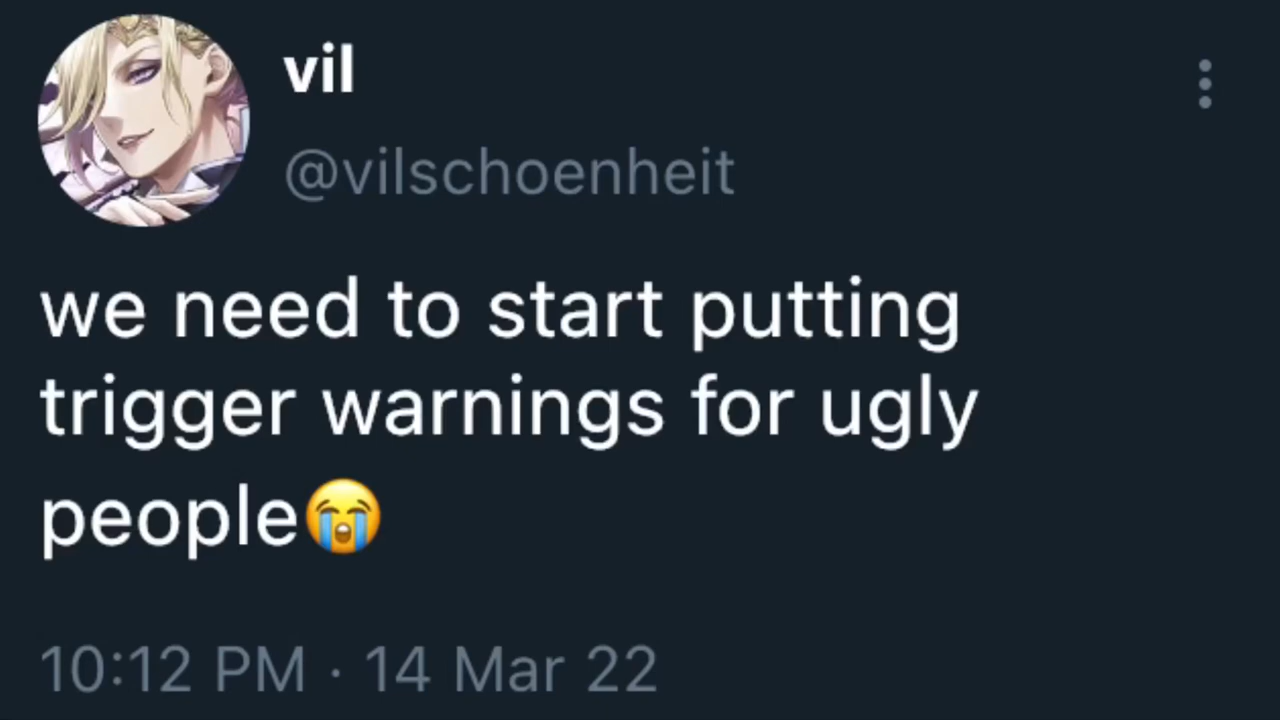 vil
@vilschoenheit
we need to start putting
trigger warnings for ugly
people😭
10:12 PM · 14 Mar 22